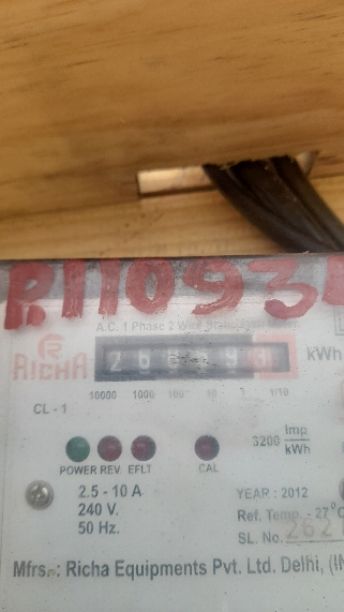 P.11093
A.C. 1 Phase 2 Wire
RICHA
kWh
10000 1000 100 10 1 1/10
CL - 1
3200 Imp/kWh
POWER REV. EFLT CAL
2.5 - 10 A
240 V.
50 Hz.
YEAR : 2012
Ref. Temp. - 27°C
SL. No. 2621
Mfrs. : Richa Equipments Pvt. Ltd. Delhi, (IN